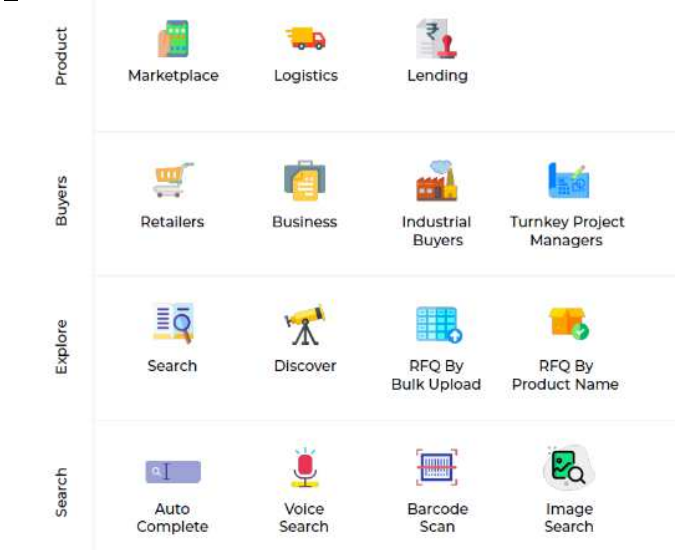 Product
Marketplace
Logistics
Lending
Buyers
Retailers
Business
Industrial
Buyers
Turnkey Project
Managers
Explore
Search
Discover
RFQ By
Bulk Upload
RFQ By
Product Name
Search
Auto
Complete
Voice
Search
Barcode
Scan
Image
Search